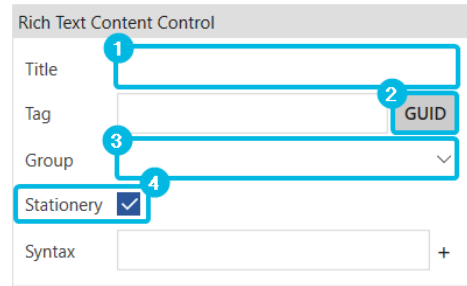 Rich Text Content Control
1
Title
2
Tag GUID
3
Group
4
Stationery
Syntax +